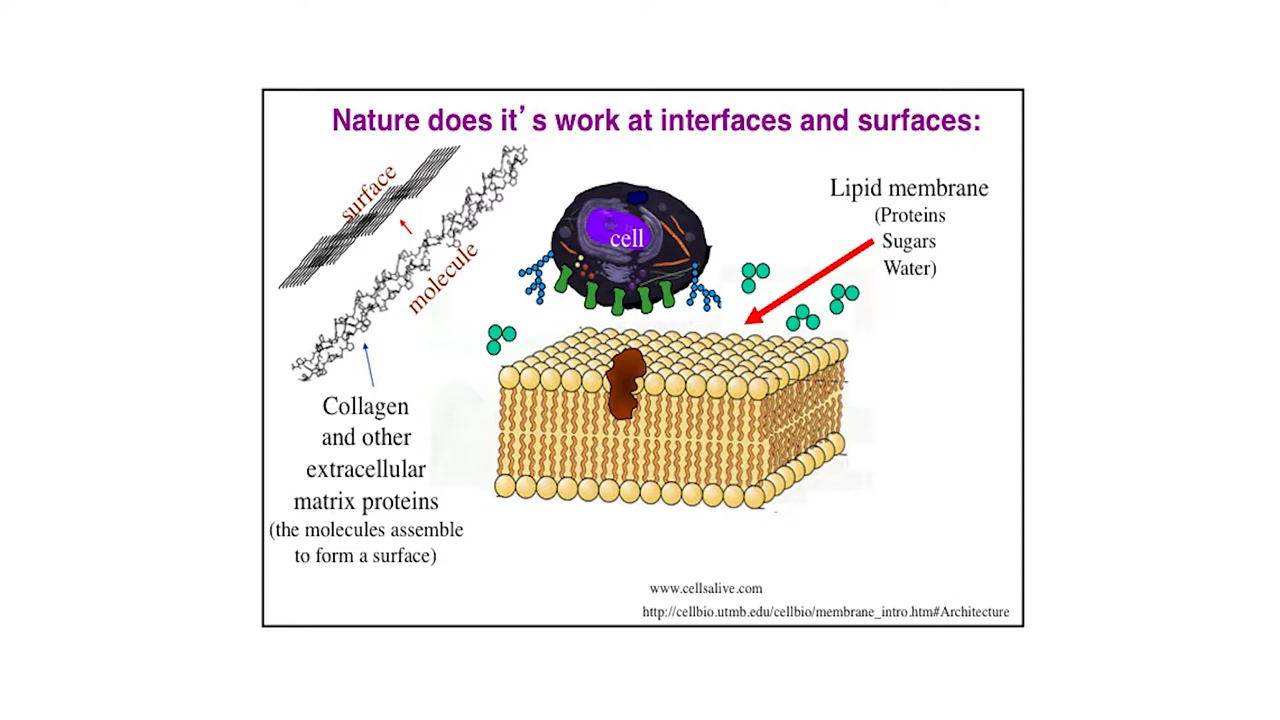 Nature does it’s work at interfaces and surfaces:
surface
molecule
cell
Lipid membrane
(Proteins
Sugars
Water)
Collagen
and other
extracellular
matrix proteins
(the molecules assemble
to form a surface)
www.cellsalive.com
http://cellbio.utmb.edu/cellbio/membrane_intro.htm#Architecture